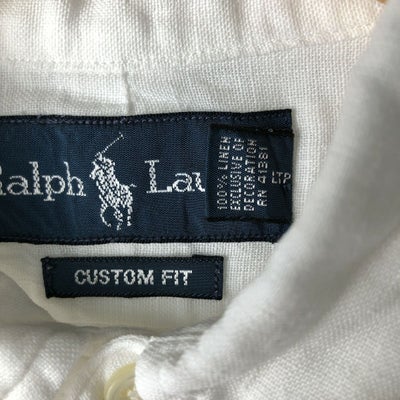 Ralph Lau
100% LINEN
EXCLUSIVE OF
DECORATION
RN 41381
LTP
CUSTOM FIT